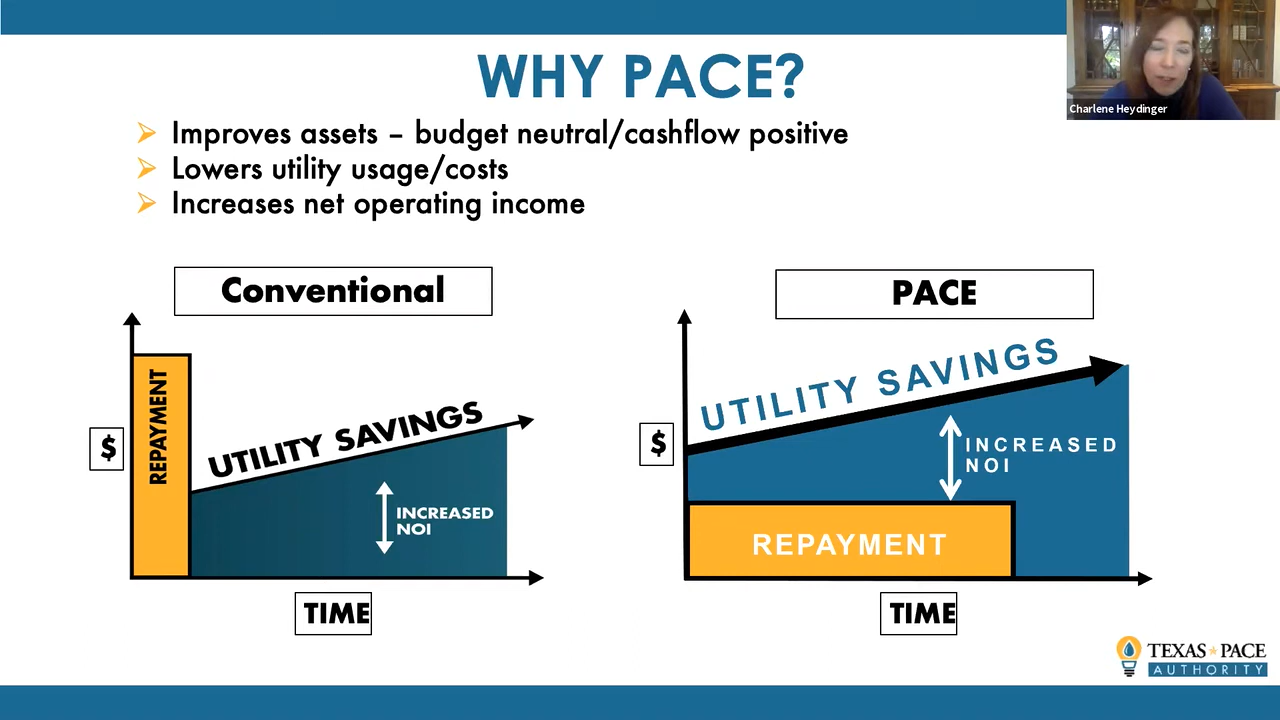 WHY PACE?
Charlene Heydinger
Improves assets – budget neutral/cashflow positive
Lowers utility usage/costs
Increases net operating income
Conventional
$
REPAYMENT
UTILITY SAVINGS
INCREASED
NOI
TIME
PACE
$
UTILITY SAVINGS
INCREASED
NOI
REPAYMENT
TIME
TEXAS PACE
AUTHORITY